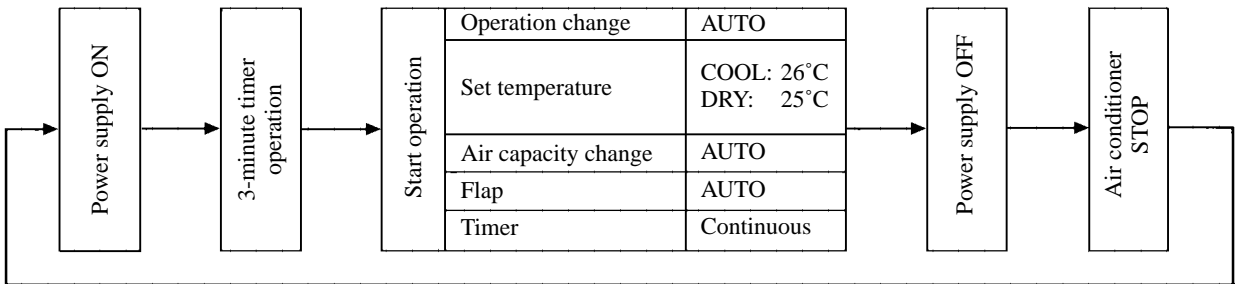 Power supply ON
3-minute timer
operation
Start operation
Operation change AUTO
Set temperature
COOL: 26˚C
DRY: 25˚C
Air capacity change AUTO
Flap AUTO
Timer Continuous
Power supply OFF
Air conditioner
STOP